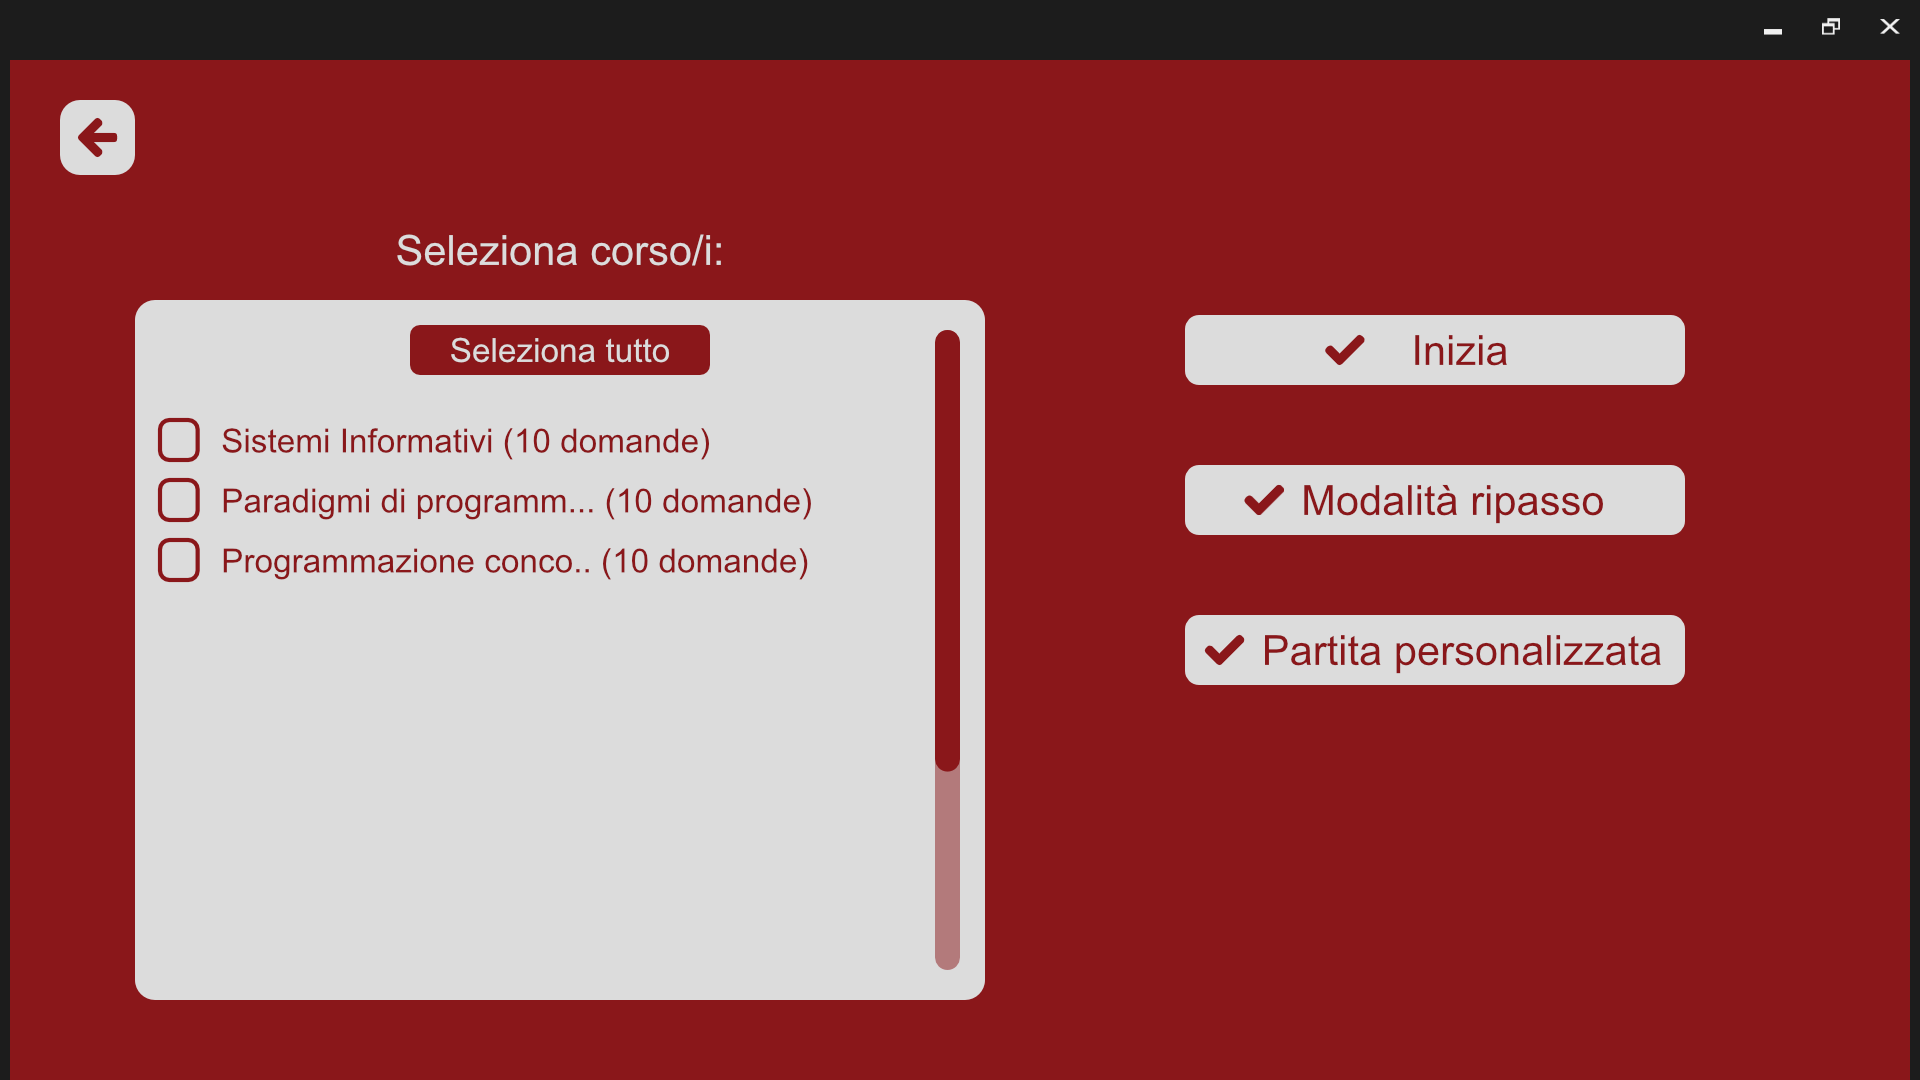 Seleziona corso/i:
Seleziona tutto
Sistemi Informativi (10 domande)
Paradigmi di programm... (10 domande)
Programmazione conco.. (10 domande)
Inizia
Modalità ripasso
Partita personalizzata